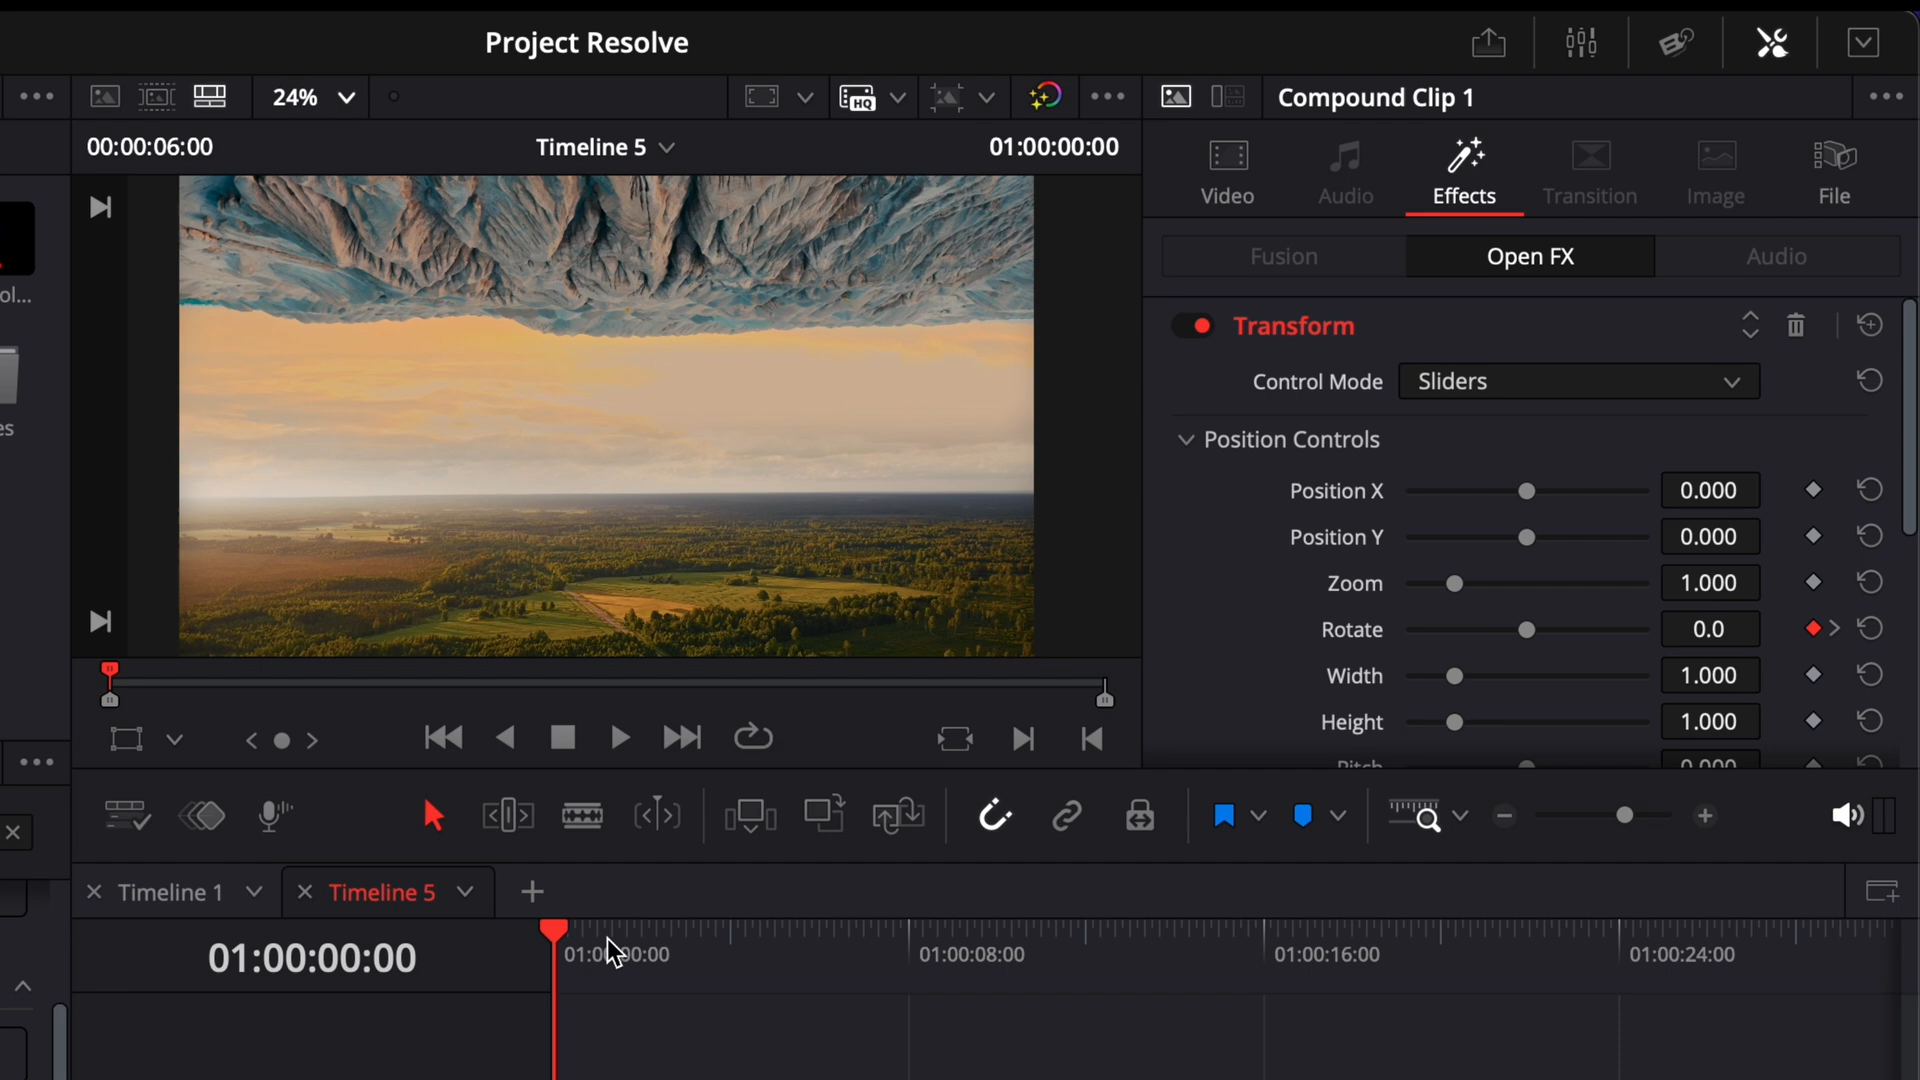 Project Resolve
24%
HQ
Compound Clip 1
00:00:06:00
Timeline 5
01:00:00:00
Video
Audio
Effects
Transition
Image
File
Fusion
Open FX
Audio
ol...
Transform
Control Mode
Sliders
es
Position Controls
Position X
0.000
Position Y
0.000
Zoom
1.000
Rotate
0.0
Width
1.000
Height
1.000
Pitch
0.000
Timeline 1
Timeline 5
01:00:00:00
01:00:00:00
01:00:08:00
01:00:16:00
01:00:24:00